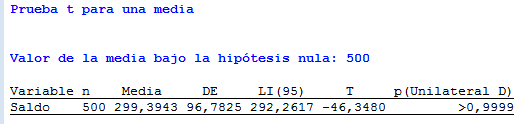 Prueba t para una media
Valor de la media bajo la hipótesis nula: 500
Variable n Media DE LI(95) T p(Unilateral D)
Saldo 500 299,3943 96,7825 292,2617 -46,3480 >0,9999